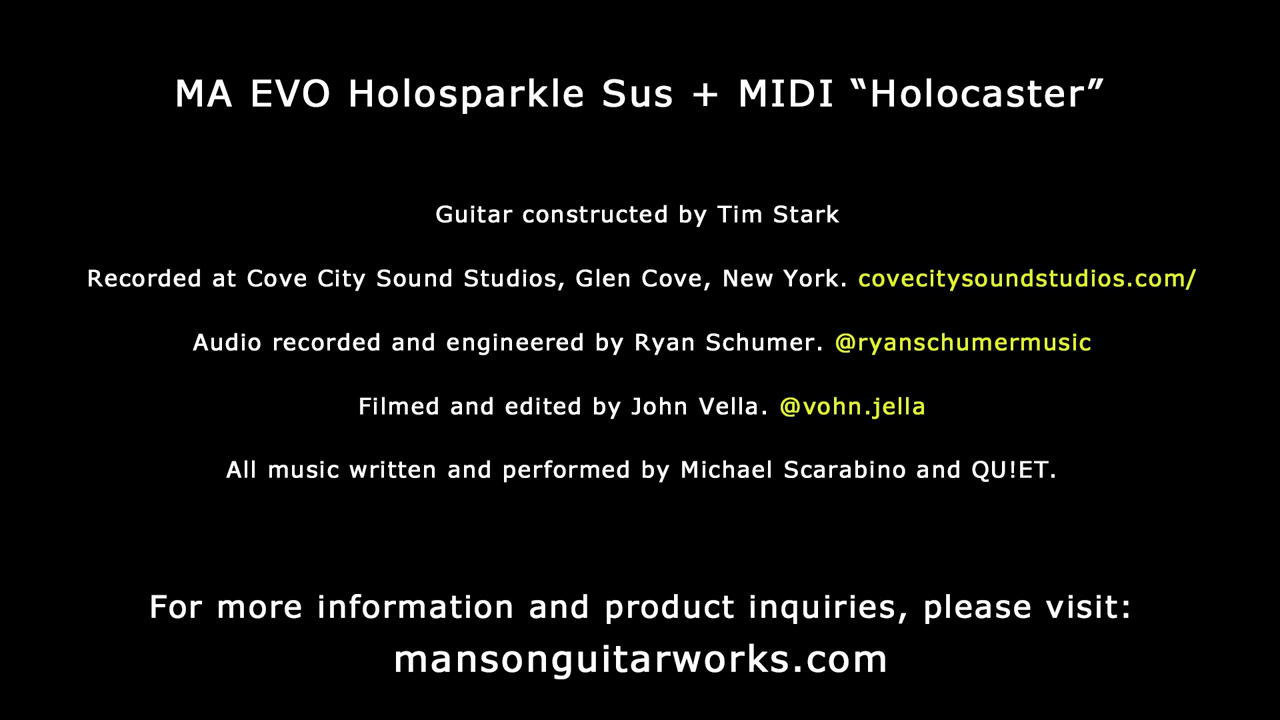 MA EVO Holosparkle Sus + MIDI “Holocaster”
Guitar constructed by Tim Stark
Recorded at Cove City Sound Studios, Glen Cove, New York. covecitysoundstudios.com/
Audio recorded and engineered by Ryan Schumer. @ryanschumermusic
Filmed and edited by John Vella. @vohn.jella
All music written and performed by Michael Scarabino and QU!ET.
For more information and product inquiries, please visit:
mansonguitarworks.com